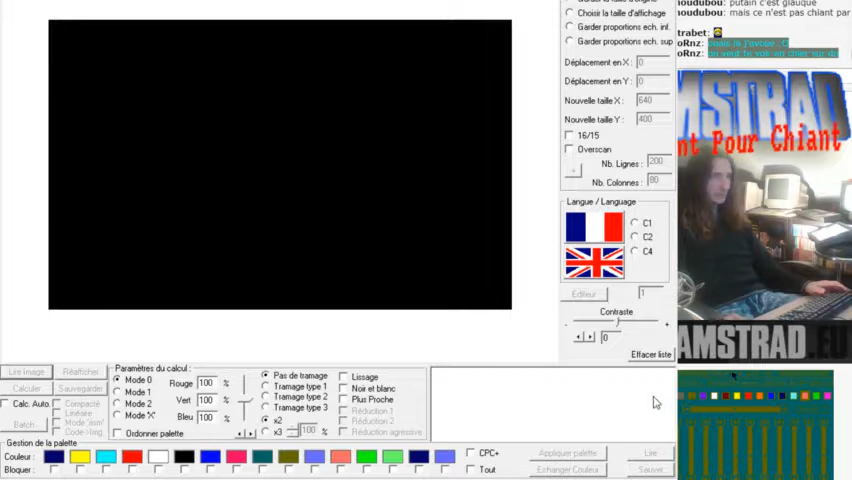 Choisir la taille d'affichage
Garder proportions ech. inf.
Garder proportions ech. sup
Déplacement en X : 0
Déplacement en Y : 0
Nouvelle taille X : 640
Nouvelle taille Y : 400
16/15
Overscan
Nb. Lignes : 200
Nb. Colonnes : 80
Langue / Language
C1
C2
C4
Editeur
1
Contraste
- +
0
Effacer liste
oudubou: putain c'est glauque
oudubou: mais ce n'est pas chiant par
trabet:
oRnz:
oRnz:
MSTRAD
nt Pour Chiant
AMSTRAD.EU
Lire image
Réafficher
Calculer
Sauvegarder
Calc. Auto.
Compacté
Linéaire
Mode 'asm'
Code->Img.
Batch
Paramètres du calcul :
Mode 0
Mode 1
Mode 2
Mode 'X'
Rouge 100 %
Vert 100 %
Bleu 100 %
Ordonner palette
Pas de tramage
Tramage type 1
Tramage type 2
Tramage type 3
x2
x3
100 %
Lissage
Noir et blanc
Plus Proche
Réduction 1
Réduction 2
Réduction agressive
Gestion de la palette
Couleur :
Bloquer :
CPC+
Tout
Appliquer palette
Echanger Couleur
Lire
Sauver